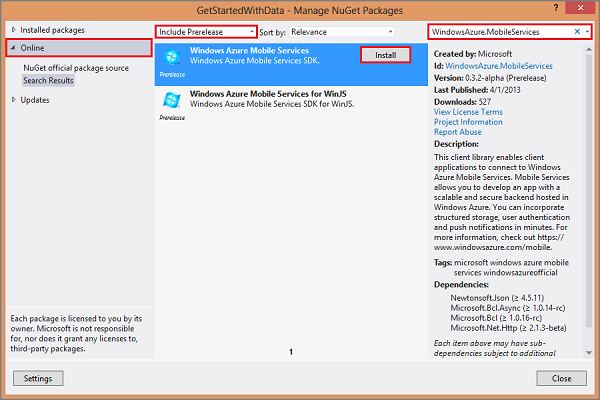 GetStartedWithData - Manage NuGet Packages
? ×
Installed packages
Online
NuGet official package source
Search Results
Updates
Each package is licensed to you by its
owner. Microsoft is not responsible
for, nor does it grant any licenses to,
third-party packages.
Include Prerelease
Sort by: Relevance
Windows Azure Mobile Services
Windows Azure Mobile Services SDK.
Install
Prerelease
Windows Azure Mobile Services for WinJS
Windows Azure Mobile Services SDK for WinJS.
Prerelease
1
WindowsAzure.MobileServices ×
Created by: Microsoft
Id: WindowsAzure.MobileServices
Version: 0.3.2-alpha (Prerelease)
Last Published: 4/1/2013
Downloads: 527
View License Terms
Project Information
Report Abuse
Description:
This client library enables client
applications to connect to Windows
Azure Mobile Services. Mobile Services
allows you to develop an app with a
scalable and secure backend hosted in
Windows Azure. You can incorporate
structured storage, user authentication
and push notifications in minutes. For
more information, check out https://
www.windowsazure.com/mobile.
Tags: microsoft windows azure mobile
services windowsazureofficial
Dependencies:
Newtonsoft.Json (≥ 4.5.11)
Microsoft.Bcl.Async (≥ 1.0.14-rc)
Microsoft.Bcl (≥ 1.0.16-rc)
Microsoft.Net.Http (≥ 2.1.3-beta)
Each item above may have sub-
dependencies subject to additional
Settings
Close